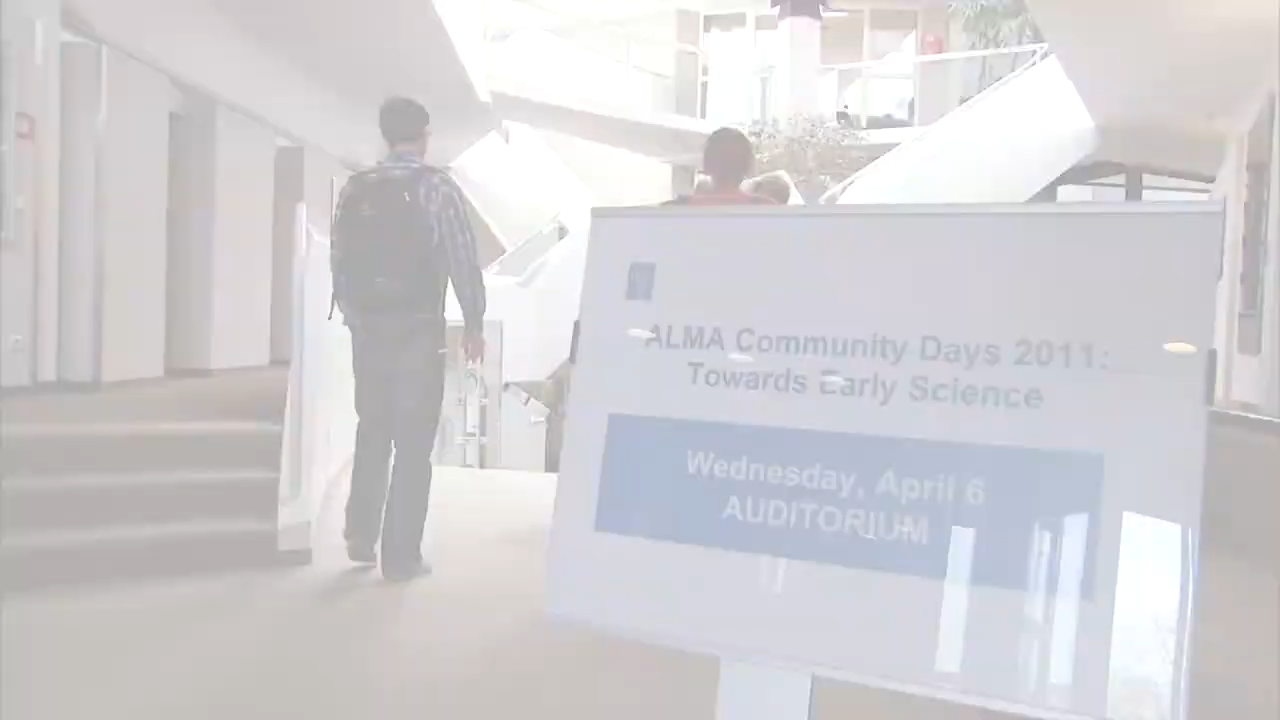 ALMA Community Days 2011:
Towards Early Science
Wednesday, April 6
AUDITORIUM